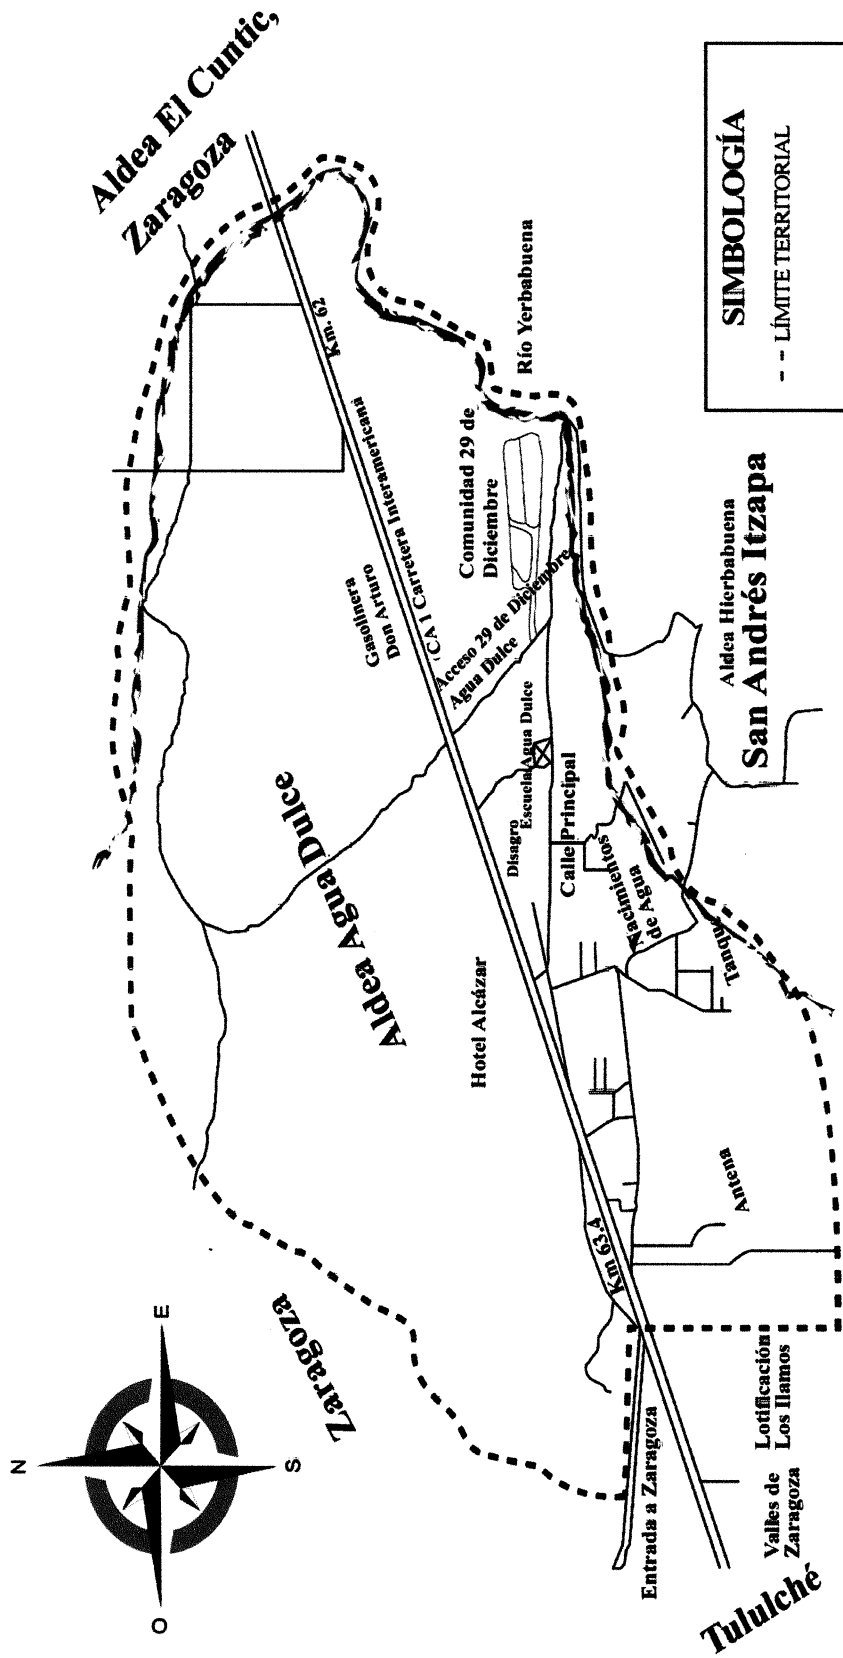 N
E
S
O
Aldea El Cuntic,
Zaragoza
Zaragoza
Km. 62
CA1 Carretera Interamericana
Gasolinera
Don Arturo
Aldea Agua Dulce
Acceso 29 de Diciembre
Agua Dulce
Comunidad 29 de
Diciembre
Río Yerbabuena
Hotel Alcázar
Disagro
Escuela Agua Dulce
Calle Principal
Nacimientos
de Agua
Tanque
Aldea Hierbabuena
San Andrés Itzapa
Km 63.4
Antena
Entrada a Zaragoza
Lotificación
Los Ilamos
Valles de
Zaragoza
Tululché
SIMBOLOGÍA
-- LÍMITE TERRITORIAL